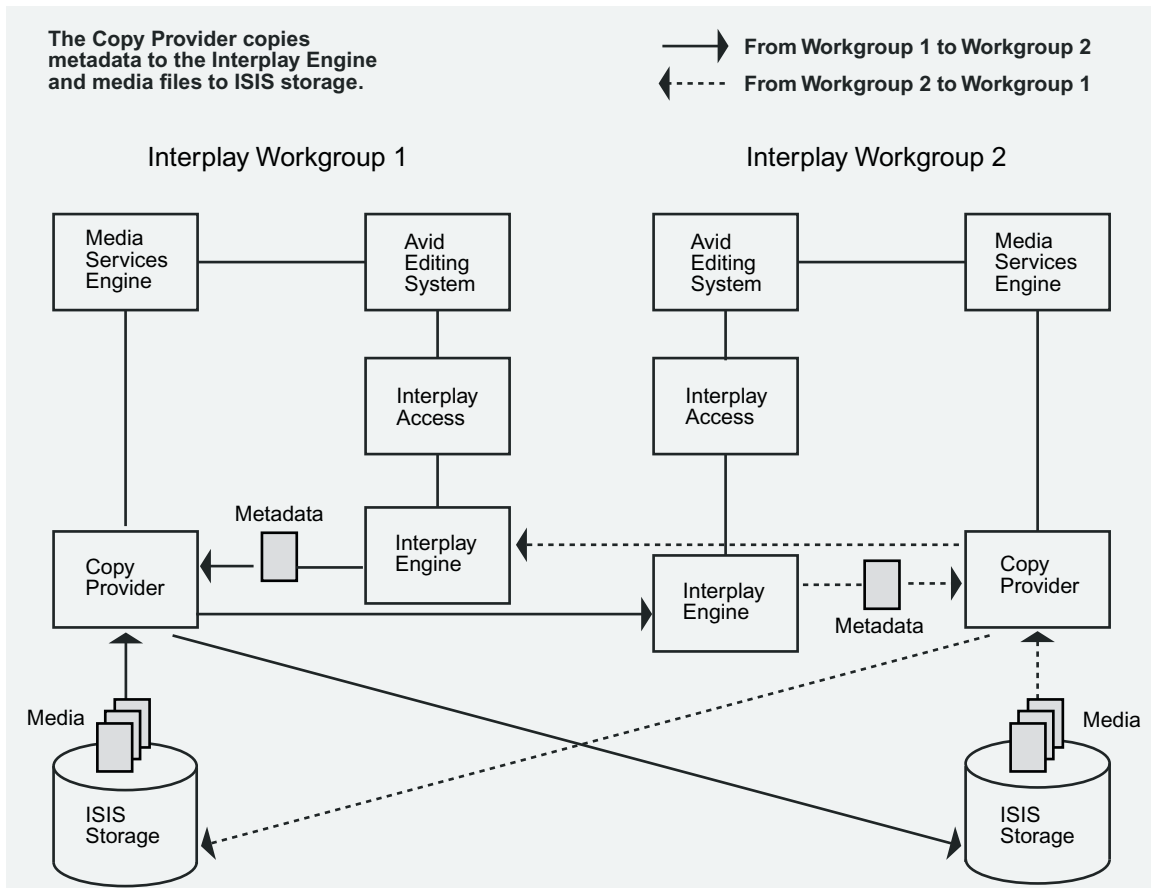 The Copy Provider copies
metadata to the Interplay Engine
and media files to ISIS storage.
From Workgroup 1 to Workgroup 2
From Workgroup 2 to Workgroup 1
Interplay Workgroup 1
Interplay Workgroup 2
Media
Services
Engine
Avid
Editing
System
Avid
Editing
System
Media
Services
Engine
Interplay
Access
Interplay
Access
Metadata
Copy
Provider
Interplay
Engine
Interplay
Engine
Metadata
Copy
Provider
Media
Media
ISIS
Storage
ISIS
Storage